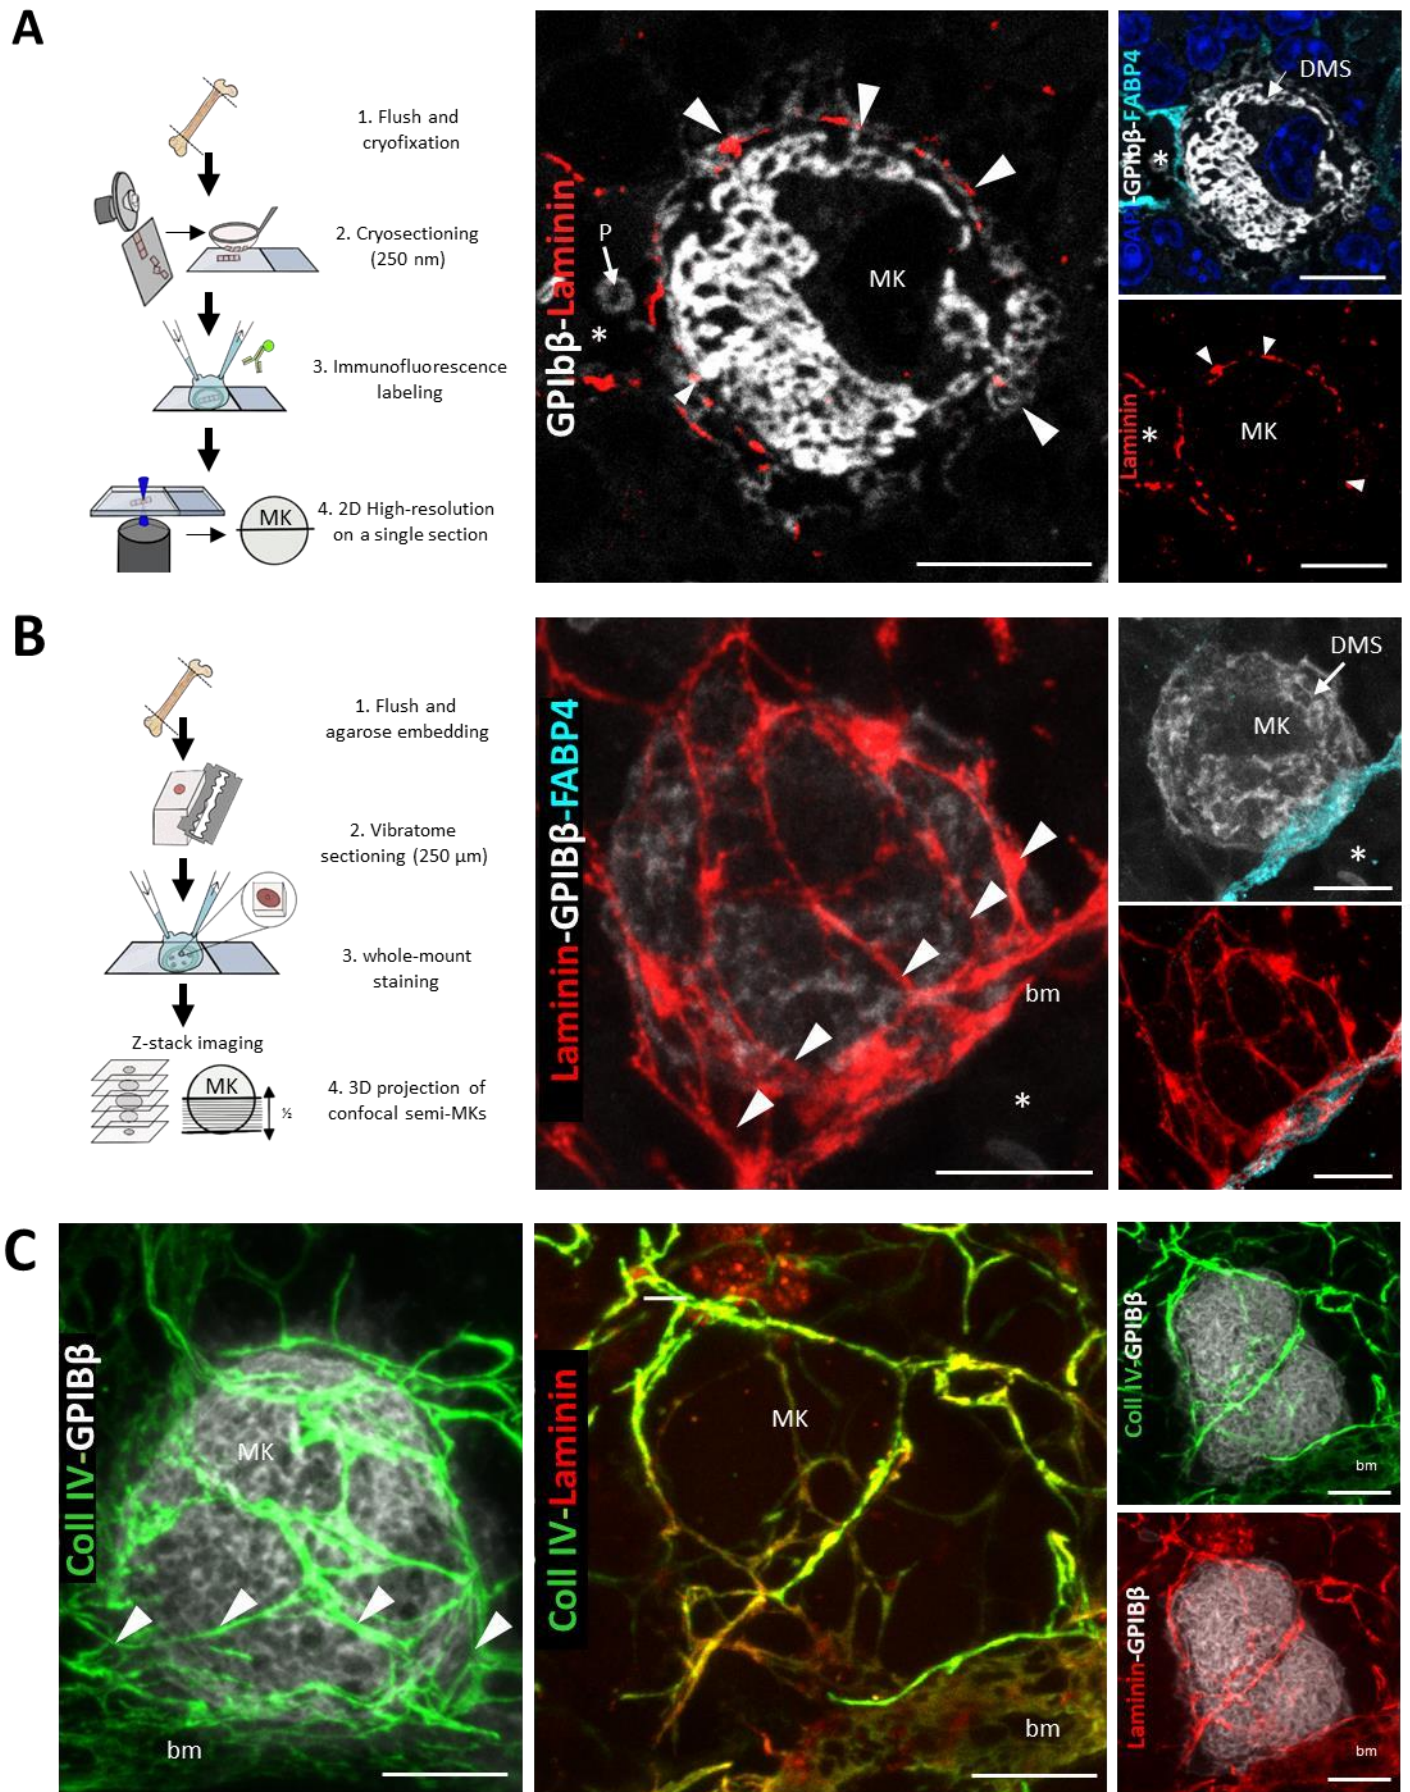 A
1. Flush and
cryofixation
2. Cryosectioning
(250 nm)
3. Immunofluorescence
labeling
4. 2D High-resolution
on a single section
MK
GPIbβ-Laminin
P
*
MK
DAPI-GPIbβ-FABP4
DMS
*
Laminin
*
MK
B
1. Flush and
agarose embedding
2. Vibratome
sectioning (250 µm)
3. whole-mount
staining
Z-stack imaging
MK
½
4. 3D projection of
confocal semi-MKs
Laminin-GPIBβ-FABP4
bm
*
DMS
MK
*
C
Coll IV-GPIBβ
MK
bm
Coll IV-Laminin
MK
bm
Coll IV-GPIBβ
bm
Laminin-GPIBβ
bm